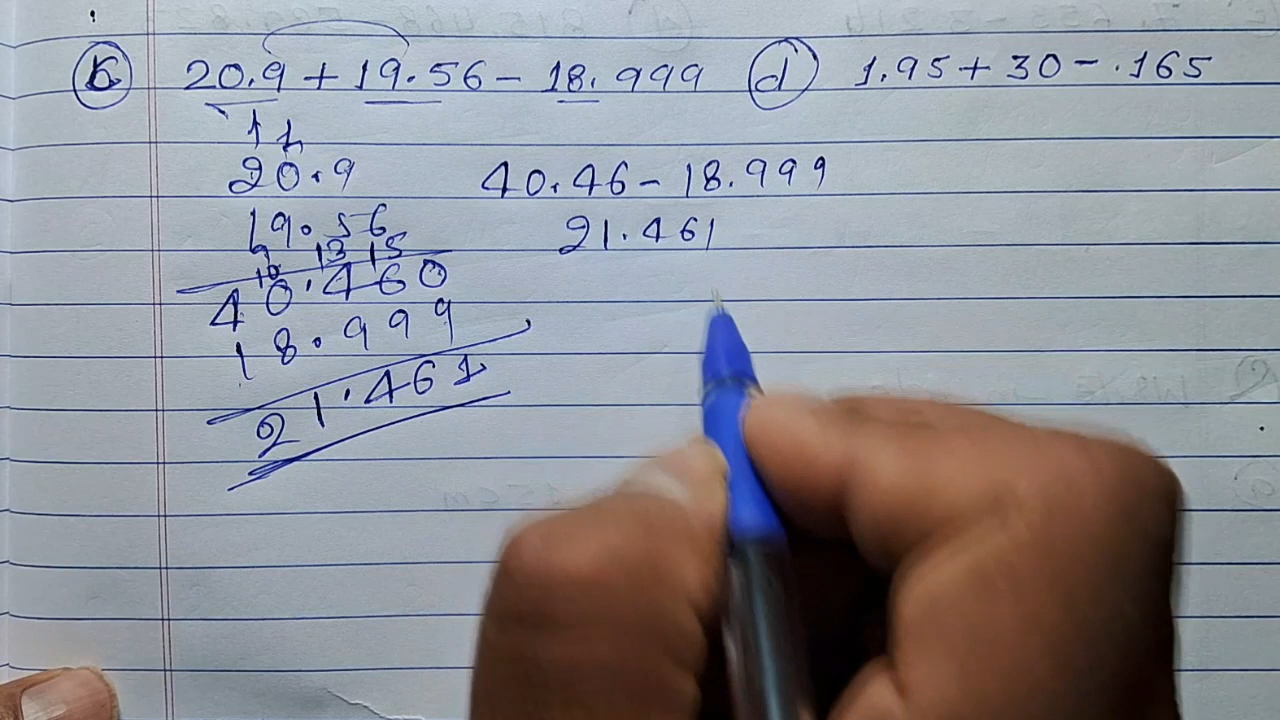 b 20.9 + 19.56 - 18.999
1 1
20.9
19.56
9 10 13 15
40.460
18.999
21.461
40.46 - 18.999
21.461
d 1.95 + 30 - .165